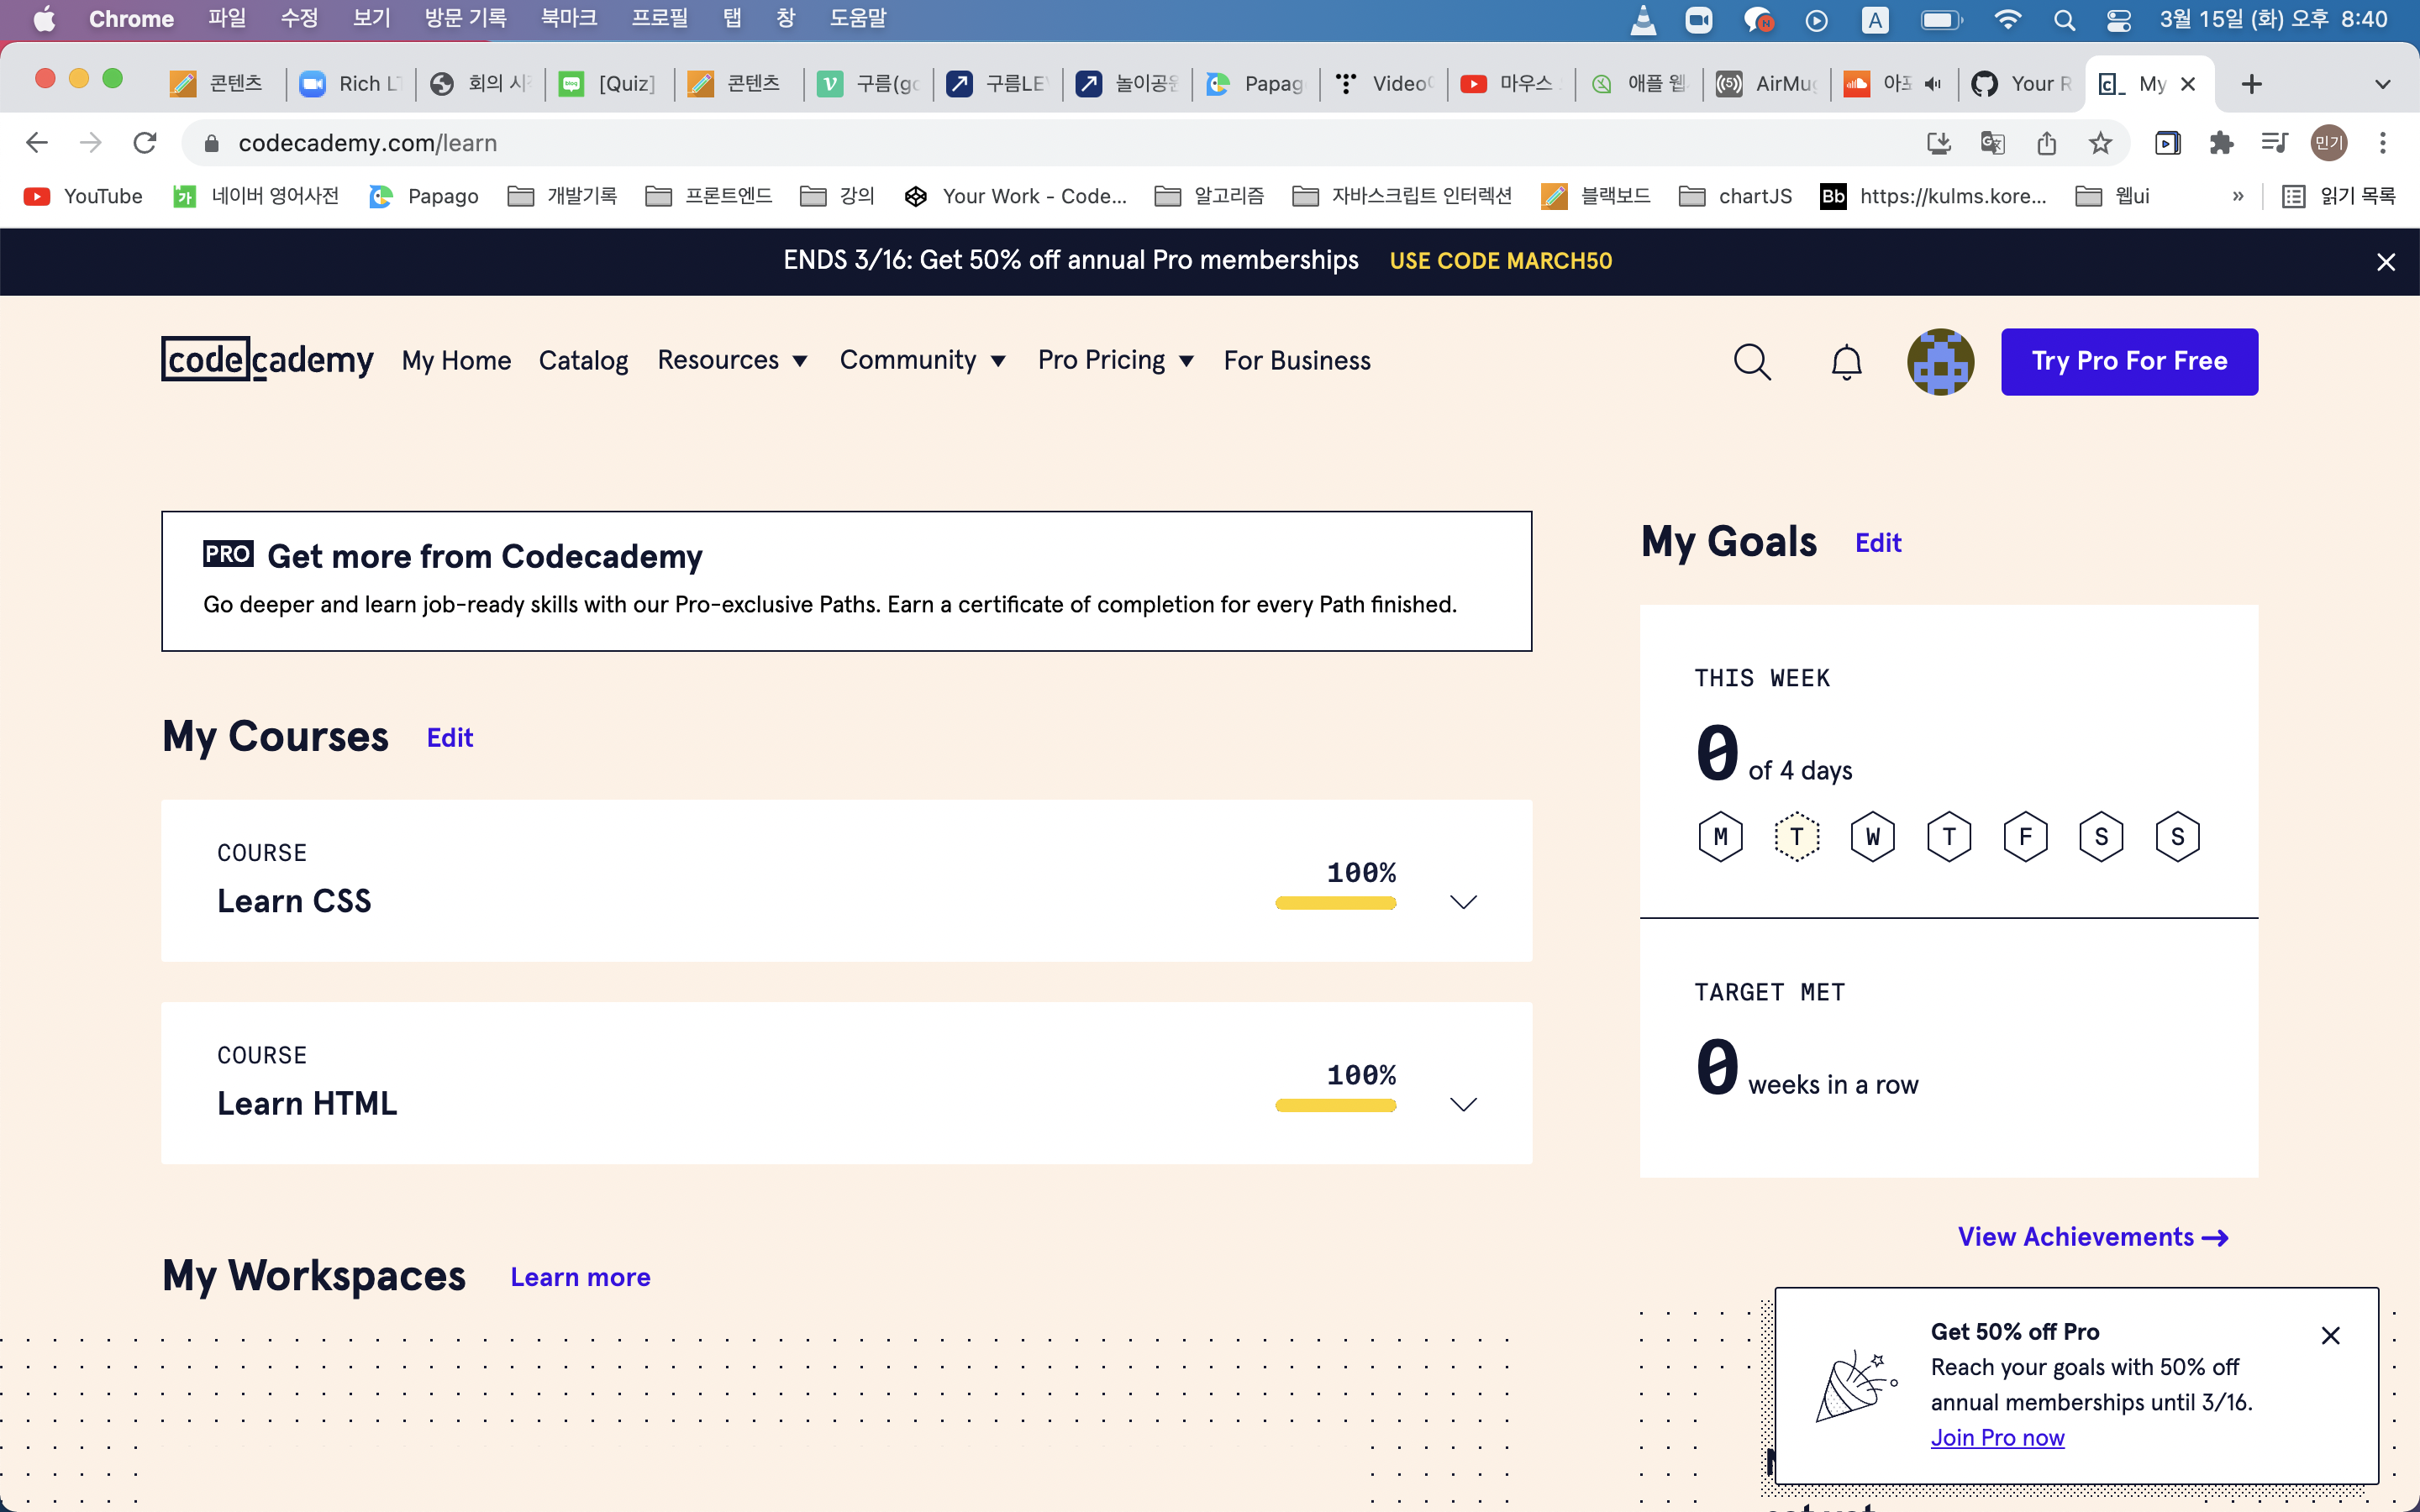 Chrome 파일 수정 보기 방문 기록 북마크 프로필 탭 창 도움말 A 3월 15일 (화) 오후 8:40
콘텐츠 Rich LT 회의 시 [Quiz] 콘텐츠 구름(go 구름LE 놀이공원 Papag Video 마우스 애플 웹 AirMug Your R My
codecademy.com/learn 민기
YouTube 네이버 영어사전 Papago 개발기록 프론트엔드 강의 Your Work - Code... 알고리즘 자바스크립트 인터렉션 블랙보드 chartJS Bb https://kulms.kore... 웹ui » 읽기 목록
ENDS 3/16: Get 50% off annual Pro memberships USE CODE MARCH50
codecademy My Home Catalog Resources Community Pro Pricing For Business Try Pro For Free
PRO Get more from Codecademy
Go deeper and learn job-ready skills with our Pro-exclusive Paths. Earn a certificate of completion for every Path finished.
My Courses Edit
COURSE
Learn CSS
100%
COURSE
Learn HTML
100%
My Workspaces Learn more
My Goals Edit
THIS WEEK
0 of 4 days
M T W T F S S
TARGET MET
0 weeks in a row
View Achievements →
Get 50% off Pro
Reach your goals with 50% off
annual memberships until 3/16.
Join Pro now